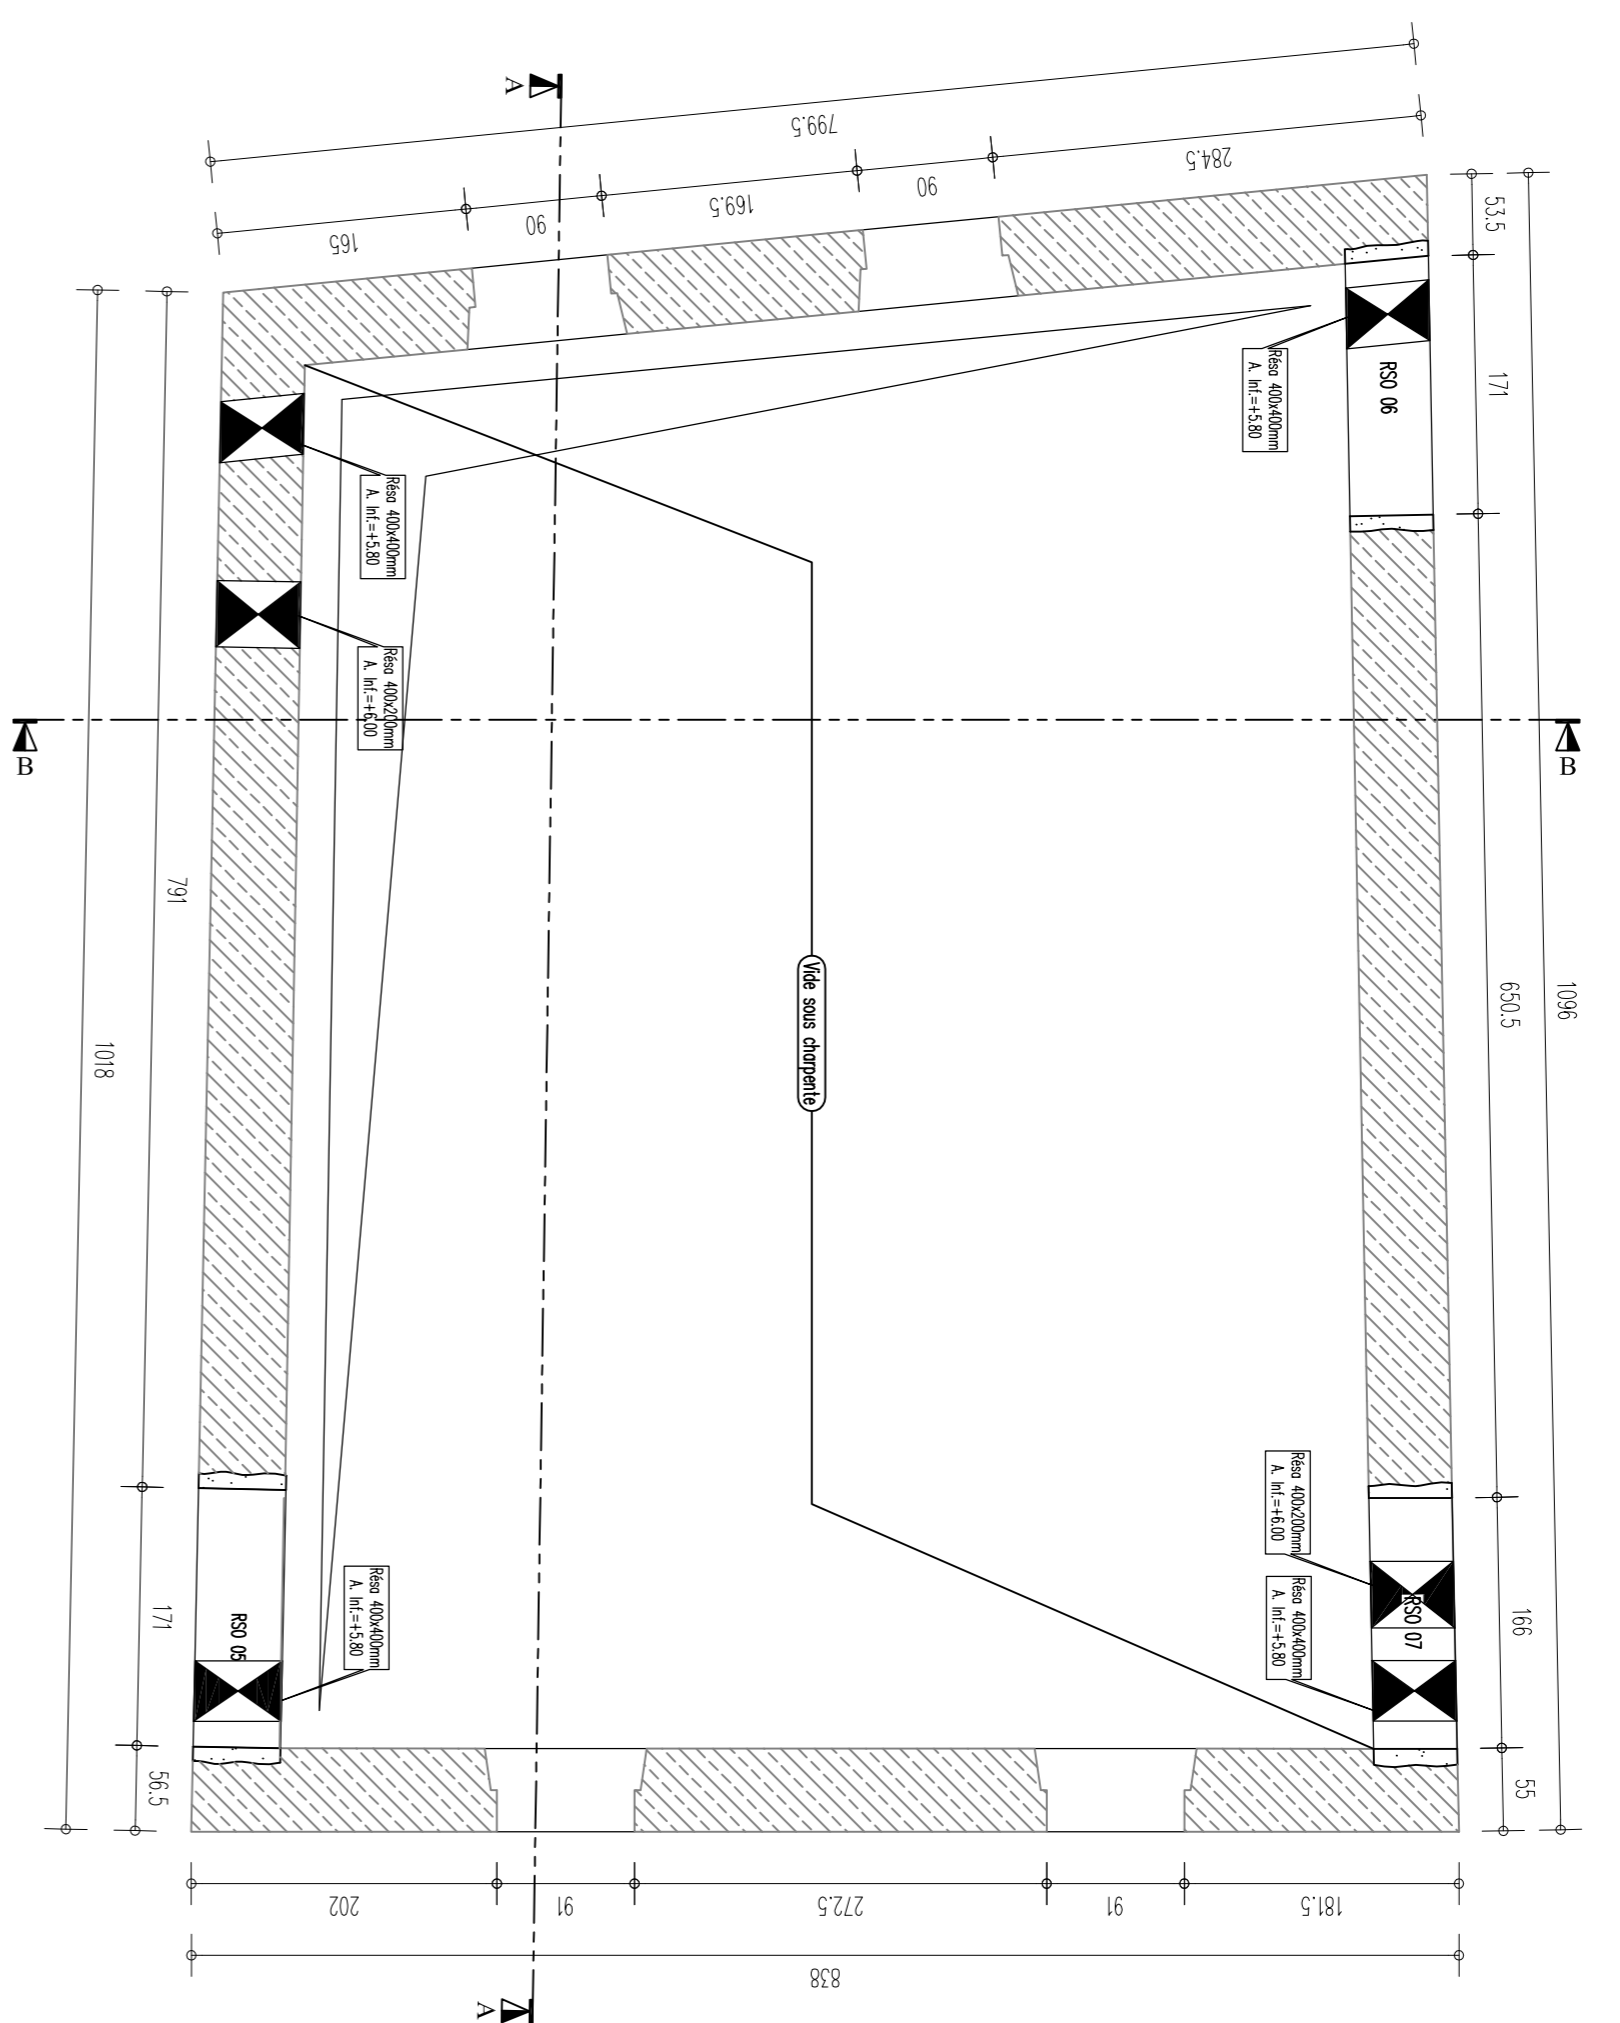 A
799.5
284.5
90
169.5
90
165
53.5
171
650.5
1096
166
55
RSO 06
Résa 400x400mm
A. Inf.=+5.80
Résa 400x400mm
A. Inf.=+5.80
Résa 400x200mm
A. Inf.=+6.00
B
B
791
1018
Vide sous charpente
Résa 400x200mm
A. Inf.=+6.00
Résa 400x400mm
A. Inf.=+5.80
RSO 07
Résa 400x400mm
A. Inf.=+5.80
RSO 05
171
56.5
202
91
272.5
91
181.5
838
A